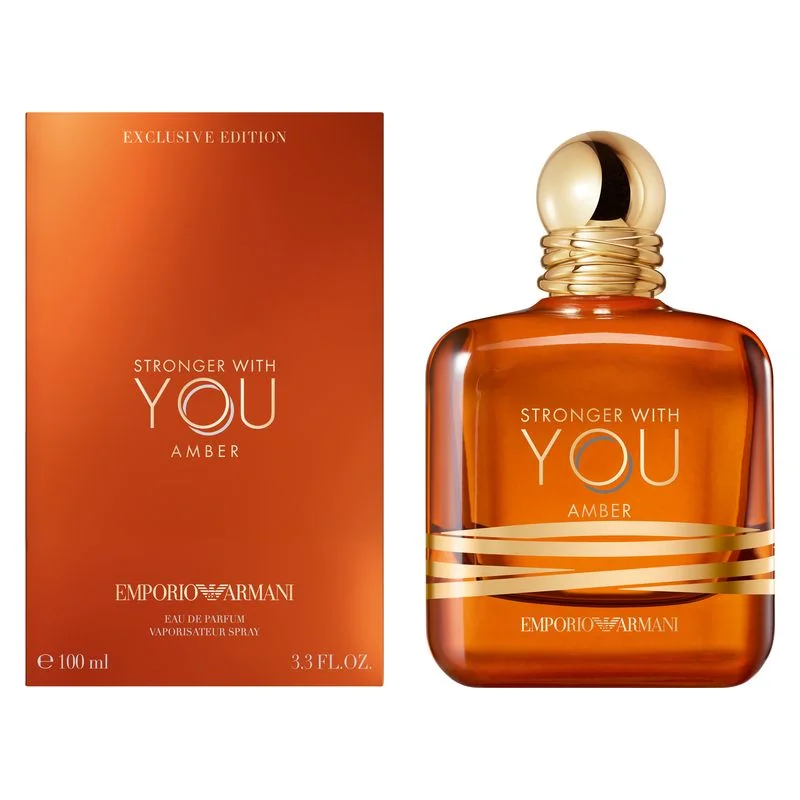 EXCLUSIVE EDITION
STRONGER WITH
YOU
AMBER
EMPORIO ARMANI
EAU DE PARFUM
VAPORISATEUR SPRAY
℮ 100 ml 3.3 FL.OZ.
STRONGER WITH
YOU
AMBER
EMPORIO ARMANI